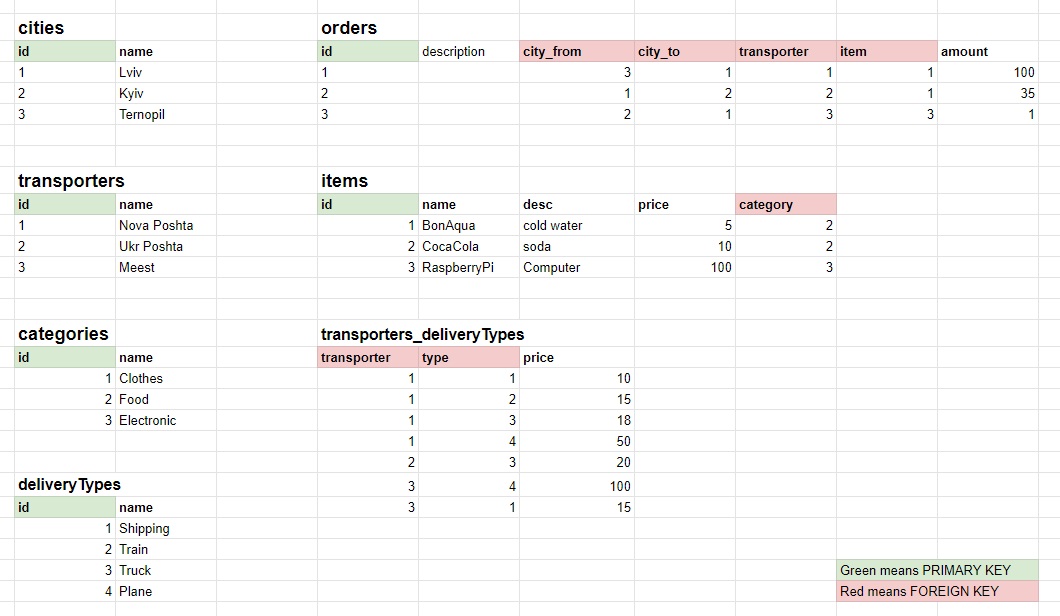 cities orders
id name id description city_from city_to transporter item amount
1 Lviv 1 3 1 1 1 100
2 Kyiv 2 1 2 2 1 35
3 Ternopil 3 2 1 3 3 1
transporters items
id name id name desc price category
1 Nova Poshta 1 BonAqua cold water 5 2
2 Ukr Poshta 2 CocaCola soda 10 2
3 Meest 3 RaspberryPi Computer 100 3
categories transporters_deliveryTypes
id name transporter type price
1 Clothes 1 1 10
2 Food 1 2 15
3 Electronic 1 3 18
1 4 50
2 3 20
deliveryTypes 3 4 100
id name 3 1 15
1 Shipping
2 Train
3 Truck Green means PRIMARY KEY
4 Plane Red means FOREIGN KEY